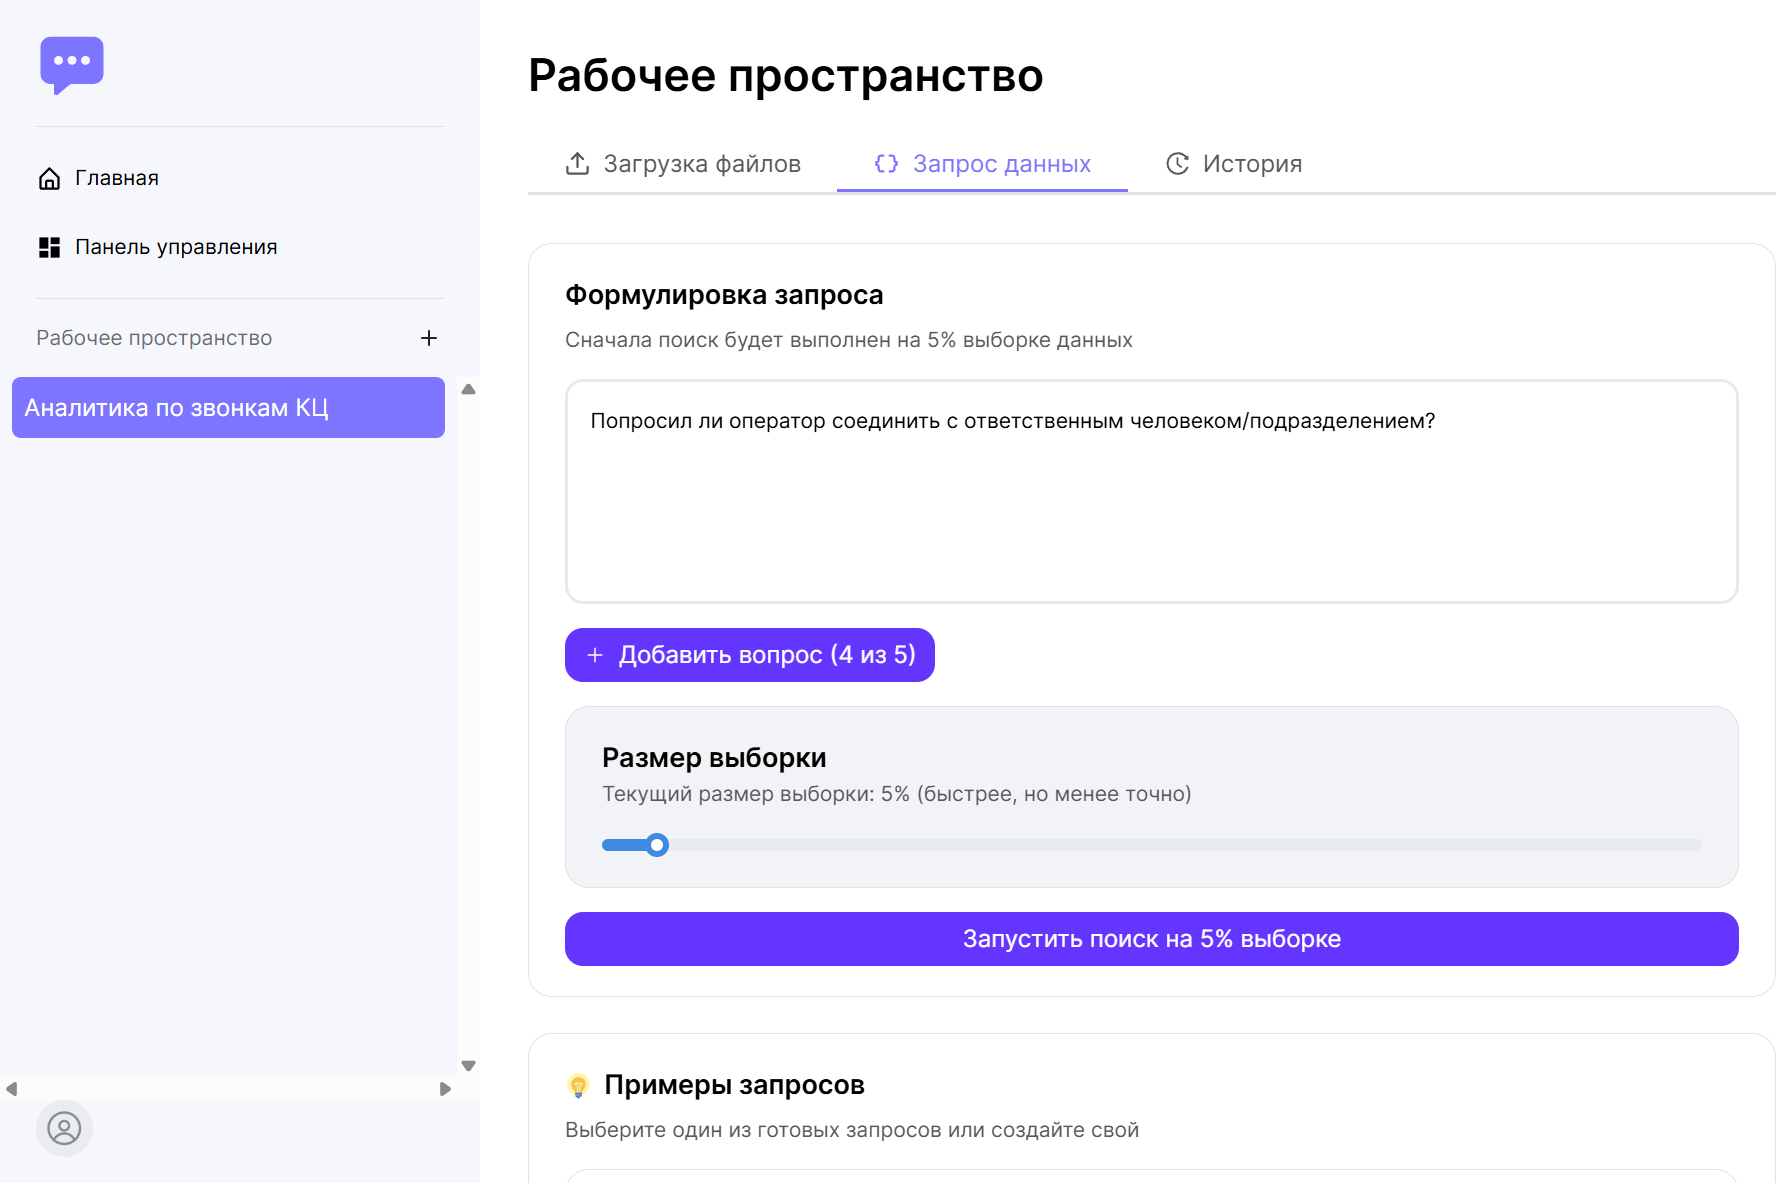 Главная
Панель управления
Рабочее пространство
Аналитика по звонкам КЦ
Рабочее пространство
Загрузка файлов
Запрос данных
История
Формулировка запроса
Сначала поиск будет выполнен на 5% выборке данных
Попросил ли оператор соединить с ответственным человеком/подразделением?
+ Добавить вопрос (4 из 5)
Размер выборки
Текущий размер выборки: 5% (быстрее, но менее точно)
Запустить поиск на 5% выборке
Примеры запросов
Выберите один из готовых запросов или создайте свой